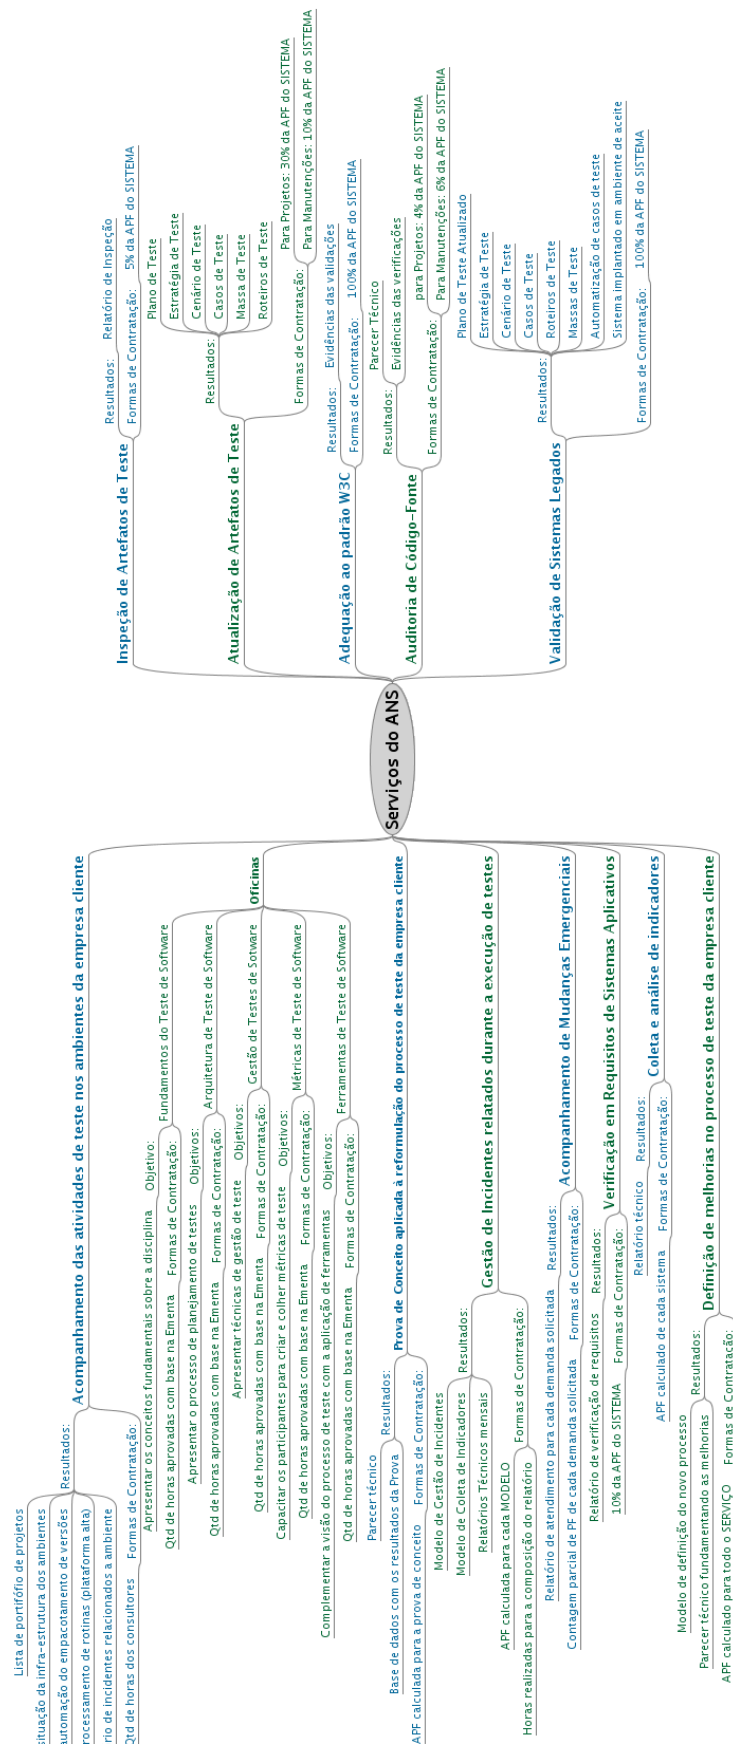 Serviços do ANS
Inspeção de Artefatos de Teste
Resultados:
Relatório de Inspeção
Formas de Contratação:
5% da APF do SISTEMA
Atualização de Artefatos de Teste
Resultados:
Plano de Teste
Estratégia de Teste
Cenário de Teste
Casos de Teste
Massa de Teste
Roteiros de Teste
Formas de Contratação:
Para Projetos: 30% da APF do SISTEMA
Para Manutenções: 10% da APF do SISTEMA
Adequação ao padrão W3C
Resultados:
Evidências das validações
Formas de Contratação:
100% da APF do SISTEMA
Auditoria de Código-Fonte
Resultados:
Parecer Técnico
Evidências das verificações
Formas de Contratação:
para Projetos: 4% da APF do SISTEMA
Para Manutenções: 6% da APF do SISTEMA
Validação de Sistemas Legados
Resultados:
Plano de Teste Atualizado
Estratégia de Teste
Cenário de Teste
Casos de Teste
Roteiros de Teste
Massas de Teste
Automatização de casos de teste
Sistema implantado em ambiente de aceite
Formas de Contratação:
100% da APF do SISTEMA
Acompanhamento das atividades de teste nos ambientes da empresa cliente
Resultados:
Lista de portifófio de projetos
situação da infra-estrutura dos ambientes
automação do empacotamento de versões
rocessamento de rotinas (plataforma alta)
rio de incidentes relacionados a ambiente
Formas de Contratação:
Qtd de horas dos consultores
Oficinas
Fundamentos do Teste de Software
Objetivo:
Apresentar os conceitos fundamentais sobre a disciplina
Formas de Contratação:
Qtd de horas aprovadas com base na Ementa
Arquitetura de Teste de Software
Objetivos:
Apresentar o processo de planejamento de testes
Formas de Contratação:
Qtd de horas aprovadas com base na Ementa
Gestão de Testes de Sotware
Objetivos:
Apresentar técnicas de gestão de teste
Formas de Contratação:
Qtd de horas aprovadas com base na Ementa
Métricas de Teste de Software
Objetivos:
Capacitar os participantes para criar e colher métricas de teste
Formas de Contratação:
Qtd de horas aprovadas com base na Ementa
Ferramentas de Teste de Software
Objetivos:
Complementar a visão do processo de teste com a aplicação de ferramentas
Formas de Contratação:
Qtd de horas aprovadas com base na Ementa
Prova de Conceito aplicada à reformulação do processo de teste da empresa cliente
Resultados:
Parecer técnico
Base de dados com os resultados da Prova
Formas de Contratação:
APF calculada para a prova de conceito
Gestão de Incidentes relatados durante a execução de testes
Resultados:
Modelo de Gestão de Incidentes
Modelo de Coleta de Indicadores
Relatórios Técnicos mensais
Formas de Contratação:
APF calculada para cada MODELO
Horas realizadas para a composição do relatório
Acompanhamento de Mudanças Emergenciais
Resultados:
Relatório de atendimento para cada demanda solicitada
Formas de Contratação:
Contagem parcial de PF de cada demanda solicitada
Verificação em Requisitos de Sistemas Aplicativos
Resultados:
Relatório de verificação de requisitos
Formas de Contratação:
10% da APF do SISTEMA
Coleta e análise de indicadores
Resultados:
Relatório técnico
Formas de Contratação:
APF calculado de cada sistema
Definição de melhorias no processo de teste da empresa cliente
Resultados:
Modelo de definição do novo processo
Parecer técnico fundamentando as melhorias
Formas de Contratação:
APF calculado para todo o SERVIÇO